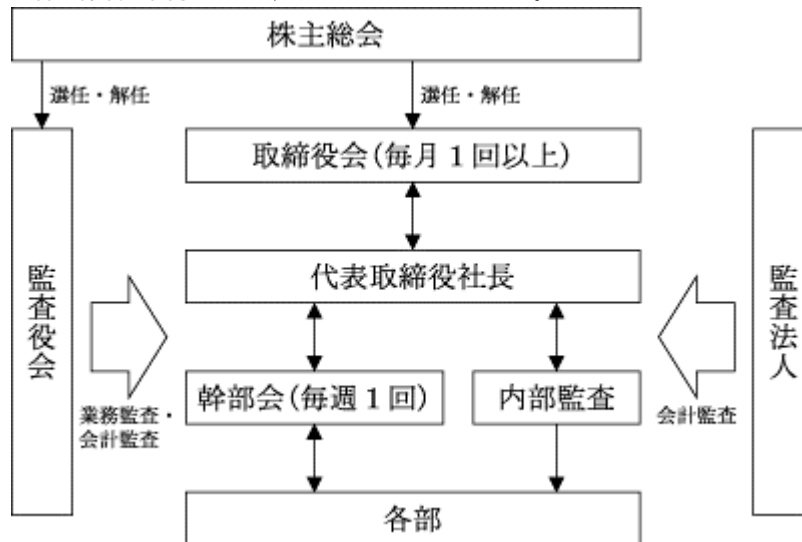 株主総会
選任・解任
選任・解任
取締役会(毎月1回以上)
代表取締役社長
監査役会
監査法人
幹部会(毎週1回)
内部監査
業務監査・
会計監査
会計監査
各部